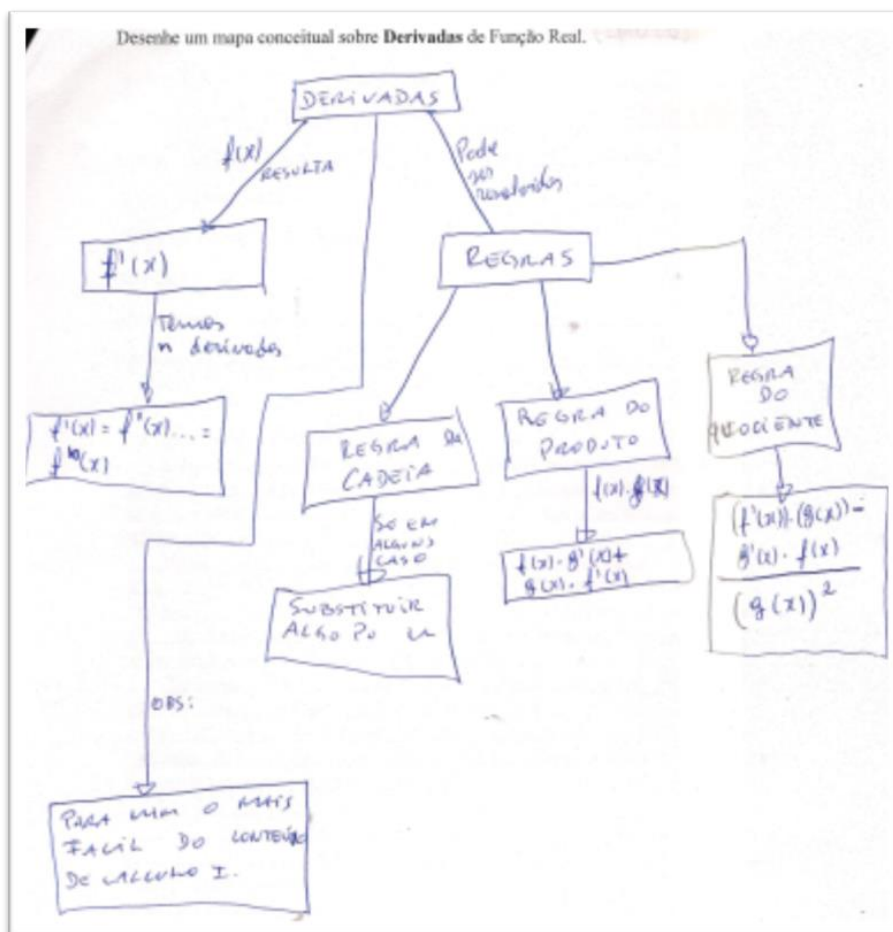 Desenhe um mapa conceitual sobre Derivadas de Função Real.
DERIVADAS
f(x)
RESULTA
Pode
ser
resolvidos
f'(x)
REGRAS
Temos
n derivadas
f'(x) = f''(x)... =
f^n(x)
REGRA DA
CADEIA
REGRA DO
PRODUTO
REGRA
DO
QUOCIENTE
SO EM
ALGUNS
CASO
f(x).g(x)
SUBSTITUIR
ALGO PO u
f(x).g'(x)+
g(x).f'(x)
(f'(x)).(g(x))-
g'(x).f(x)
(g(x))²
OBS:
PARA MIM O MAIS
FACIL DO CONTEÚDO
DE CALCULO I.